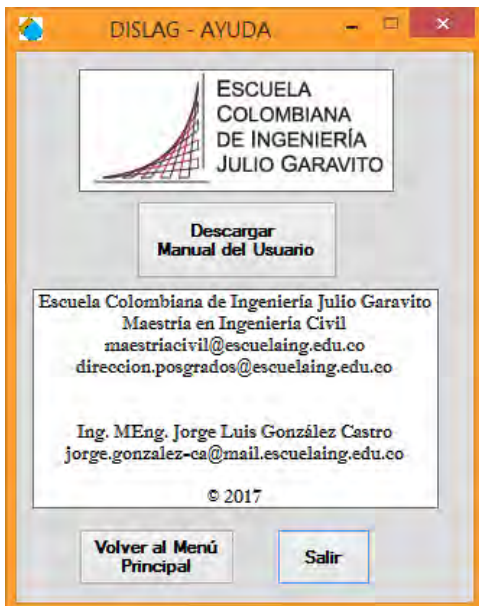 DISLAG - AYUDA
ESCUELA
COLOMBIANA
DE INGENIERÍA
JULIO GARAVITO
Descargar
Manual del Usuario
Escuela Colombiana de Ingeniería Julio Garavito
Maestría en Ingeniería Civil
maestriacivil@escuelaing.edu.co
direccion.posgrados@escuelaing.edu.co
Ing. MEng. Jorge Luis González Castro
jorge.gonzalez-ca@mail.escuelaing.edu.co
© 2017
Volver al Menú
Principal
Salir